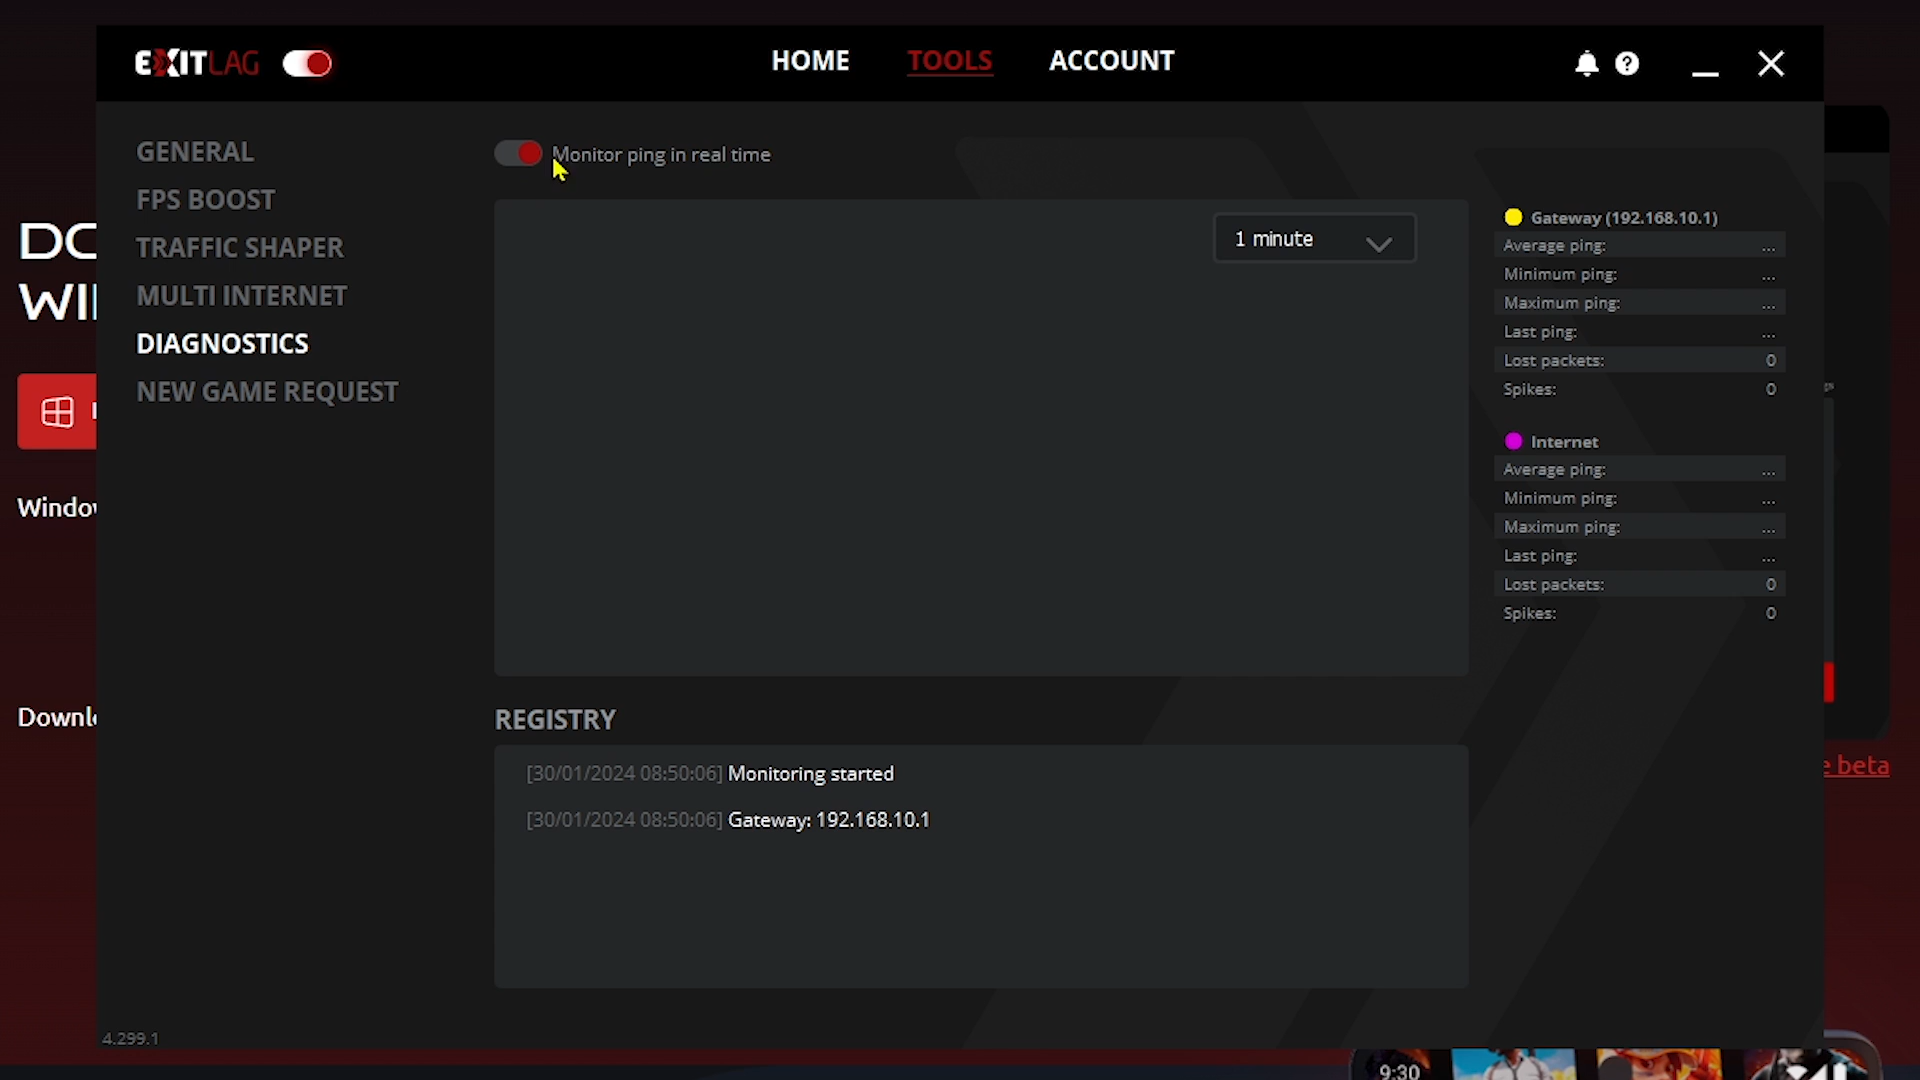 EXITLAG
HOME TOOLS ACCOUNT
GENERAL
FPS BOOST
TRAFFIC SHAPER
MULTI INTERNET
DIAGNOSTICS
NEW GAME REQUEST
Monitor ping in real time
1 minute
Gateway (192.168.10.1)
Average ping: ...
Minimum ping: ...
Maximum ping: ...
Last ping: ...
Lost packets: 0
Spikes: 0
Internet
Average ping: ...
Minimum ping: ...
Maximum ping: ...
Last ping: ...
Lost packets: 0
Spikes: 0
REGISTRY
[30/01/2024 08:50:06] Monitoring started
[30/01/2024 08:50:06] Gateway: 192.168.10.1
4.299.1
beta
9:30